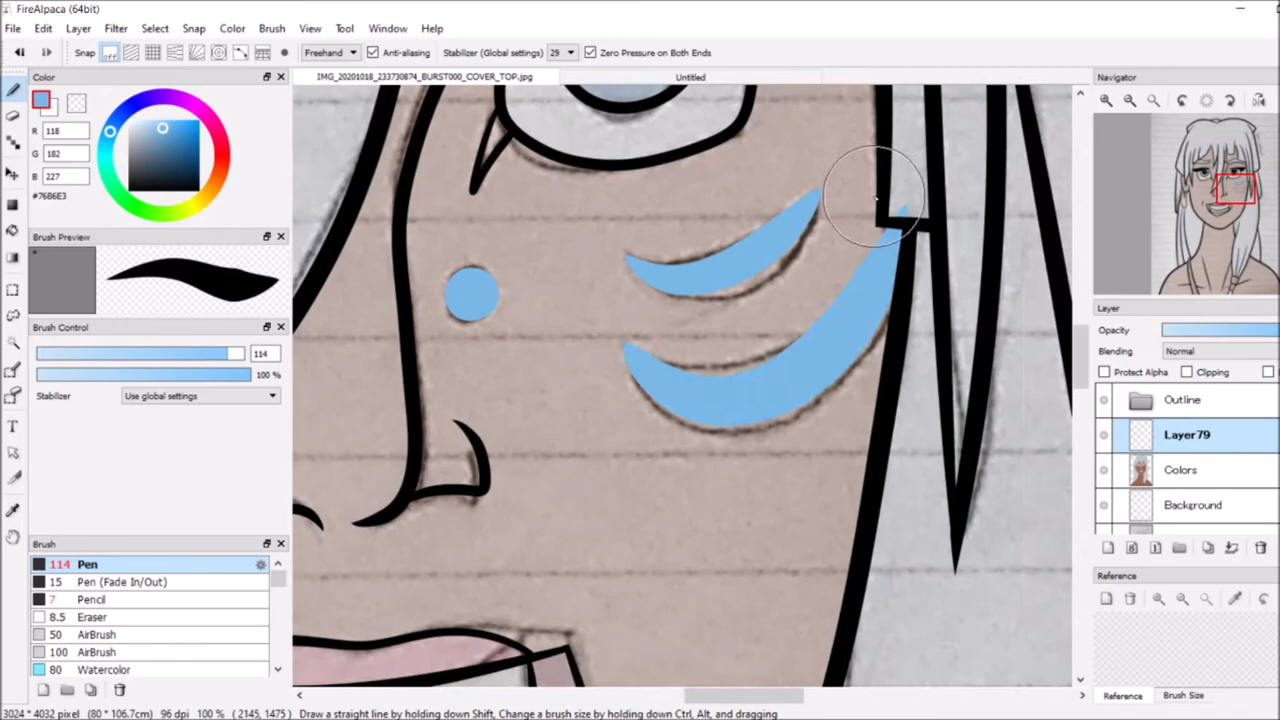 FireAlpaca (64bit)
File Edit Layer Filter Select Snap Color Brush View Tool Window Help
Snap off Freehand Anti-aliasing Stabilizer (Global settings) 29 Zero Pressure on Both Ends
Color
IMG_20201018_233730874_BURST000_COVER_TOP.jpg
Untitled
Navigator
R 118
G 182
B 227
#76B6E3
Brush Preview
Brush Control
114
100 %
Stabilizer Use global settings
Layer
Opacity
Blending Normal
Protect Alpha Clipping
Outline
Layer79
Colors
Background
Brush
114 Pen
15 Pen (Fade In/Out)
7 Pencil
8.5 Eraser
50 AirBrush
100 AirBrush
80 Watercolor
Reference
Reference Brush Size
3024 * 4032 pixel (80 * 106.7cm) 96 dpi 100 % (2145, 1475) Draw a straight line by holding down Shift, Change a brush size by holding down Ctrl, Alt, and dragging